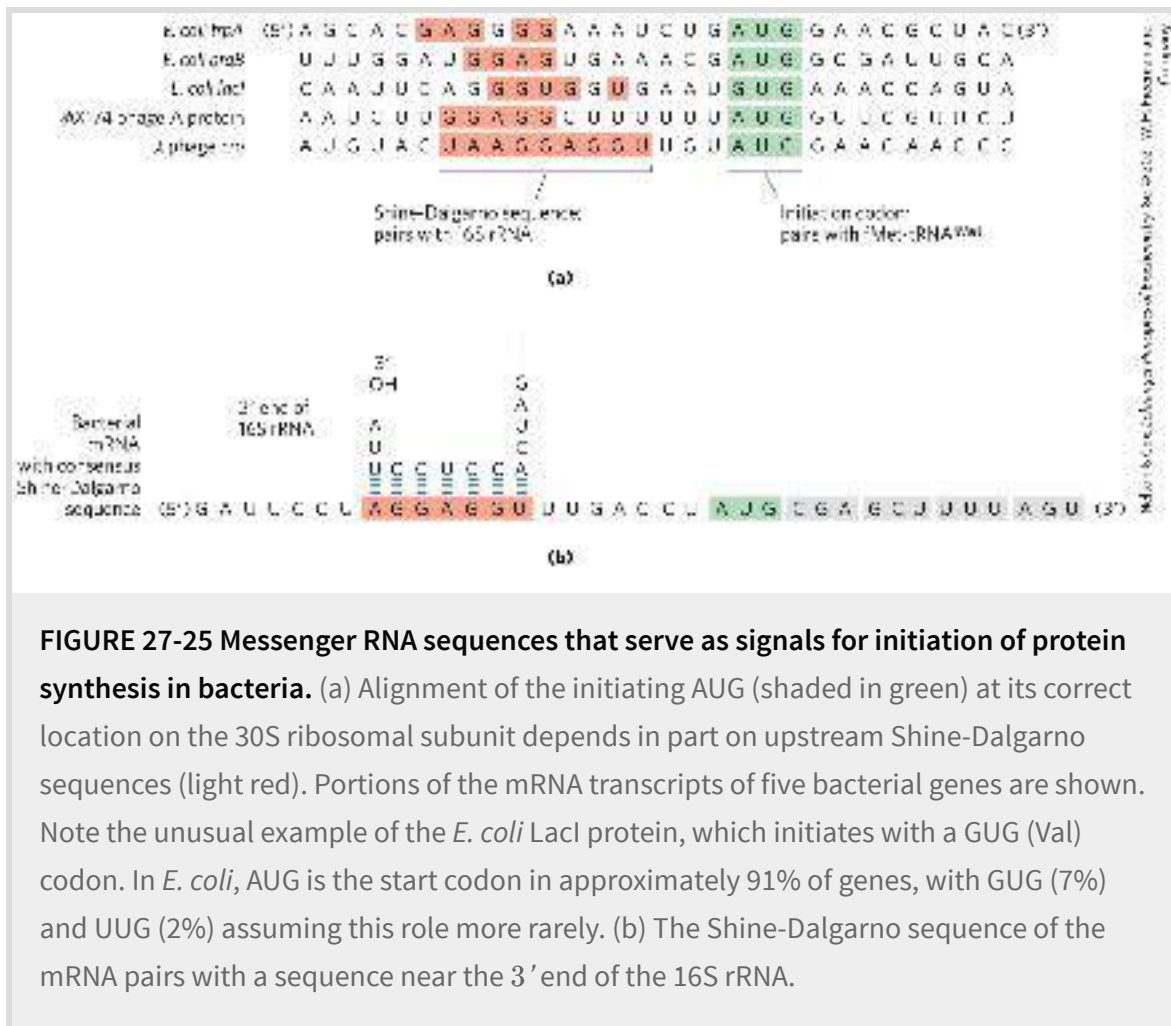 E. coli trpA (5') A G C A C G A G G G G A A A U C U G A U G G A A C G C U A C (3')
E. coli araB U U U G G A U G G A G U G A A A C G A U G G C G A U U G C A
E. coli lacI C A A U U C A G G G U G G U G A A U G U G A A A C C A G U A
phage A protein A A U C U U G G A G G C U U U U U U A U G G U U C G U U C U
λ phage cro A U G U A C U A A G G A G G U U G U A U G G A A C A A C G C
Shine-Dalgarno sequence;
pairs with 16S rRNA
Initiation codon;
pairs with fMet-tRNAfMet
(a)
3'
OH G
3' end of A
16S rRNA A U
Bacterial U C
mRNA
with consensus U C C U C C A
Shine-Dalgarno
sequence (5') G A U U C C U A G G A G G U U U G A C C U A U G C G A G C U U U U A G U (3')
(b)
FIGURE 27-25 Messenger RNA sequences that serve as signals for initiation of protein
synthesis in bacteria. (a) Alignment of the initiating AUG (shaded in green) at its correct
location on the 30S ribosomal subunit depends in part on upstream Shine-Dalgarno
sequences (light red). Portions of the mRNA transcripts of five bacterial genes are shown.
Note the unusual example of the E. coli LacI protein, which initiates with a GUG (Val)
codon. In E. coli, AUG is the start codon in approximately 91% of genes, with GUG (7%)
and UUG (2%) assuming this role more rarely. (b) The Shine-Dalgarno sequence of the
mRNA pairs with a sequence near the 3′ end of the 16S rRNA.